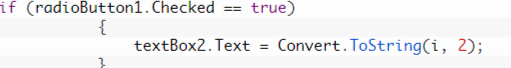 if (radioButton1.Checked == true)
{
textBox2.Text = Convert.ToString(i, 2);
}